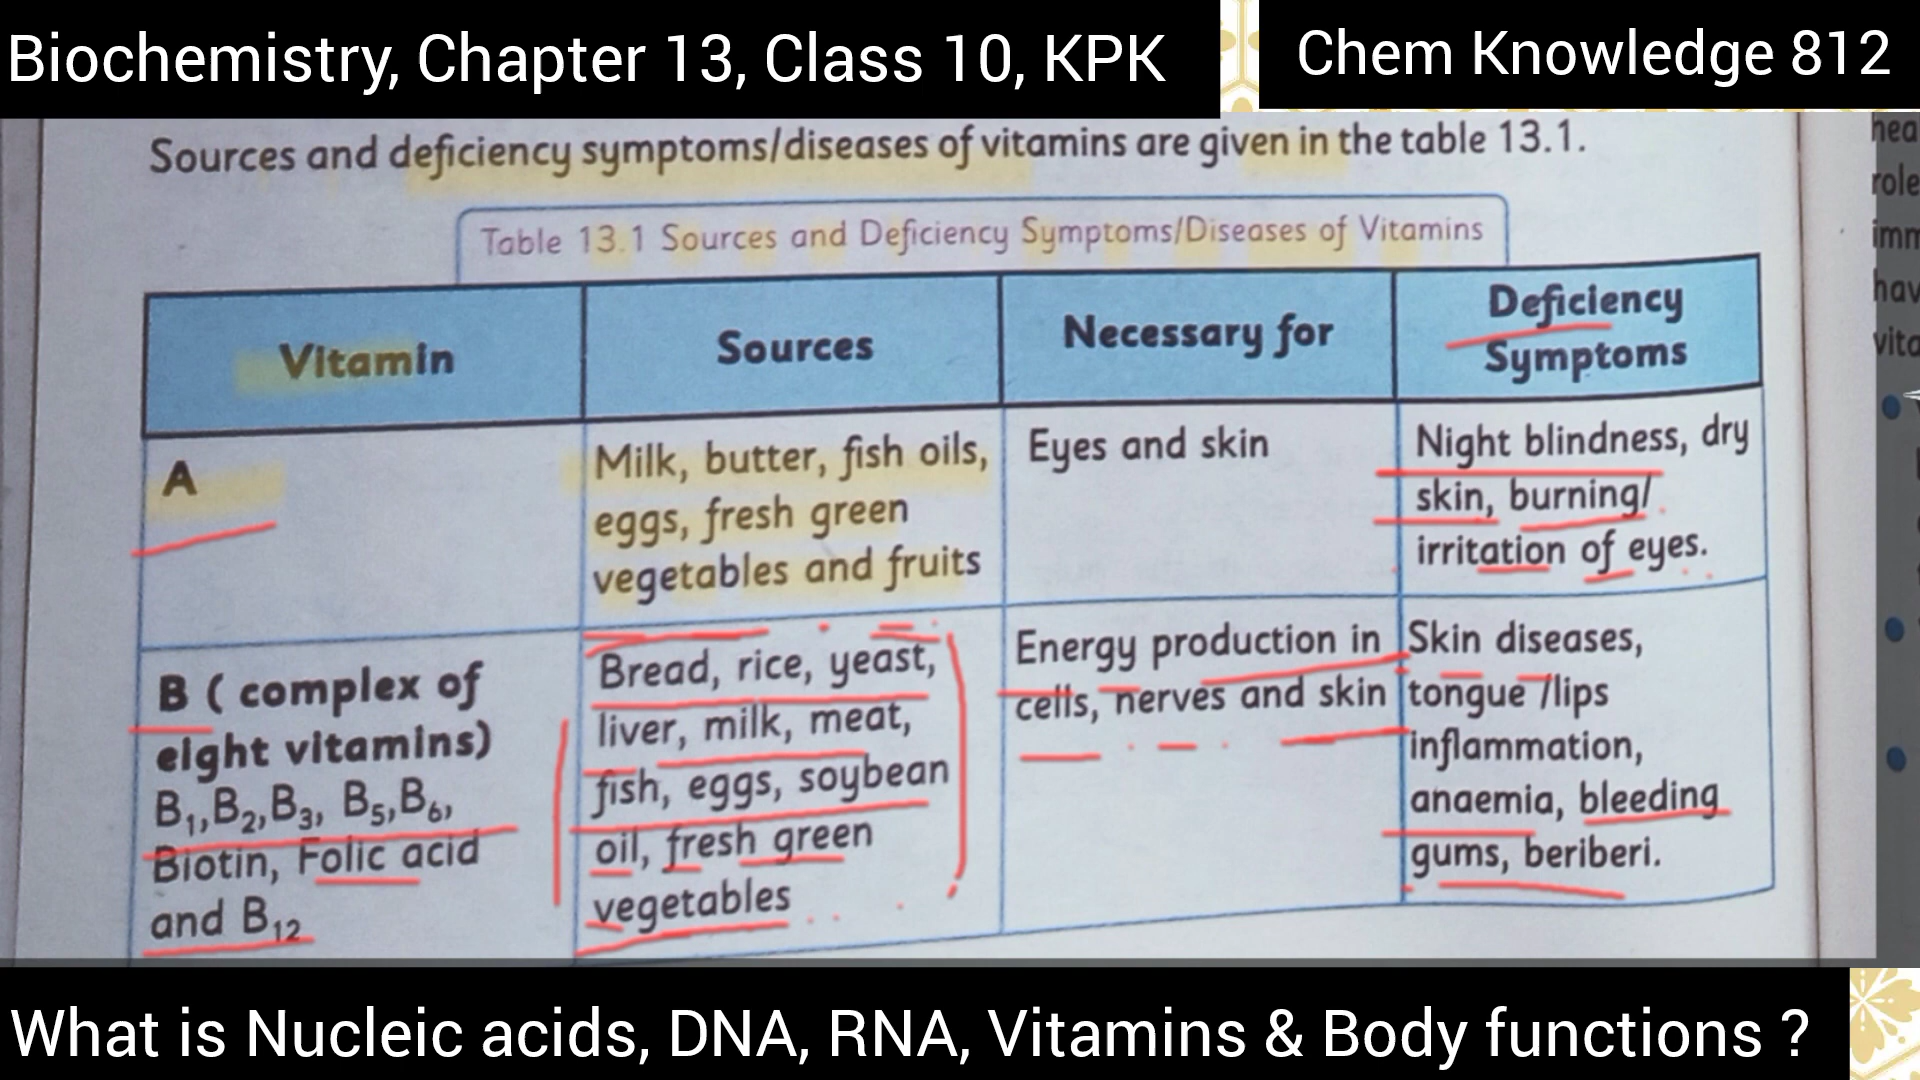 Biochemistry, Chapter 13, Class 10, KPK
Chem Knowledge 812
Sources and deficiency symptoms/diseases of vitamins are given in the table 13.1.
Table 13.1 Sources and Deficiency Symptoms/Diseases of Vitamins
Vitamin
Sources
Necessary for
Deficiency
Symptoms
A
Milk, butter, fish oils,
eggs, fresh green
vegetables and fruits
Eyes and skin
Night blindness, dry
skin, burning/
irritation of eyes.
B ( complex of
eight vitamins)
B₁,B₂,B₃, B₅,B₆,
Biotin, Folic acid
and B₁₂
Bread, rice, yeast,
liver, milk, meat,
fish, eggs, soybean
oil, fresh green
vegetables
Energy production in
cells, nerves and skin
Skin diseases,
tongue /lips
inflammation,
anaemia, bleeding
gums, beriberi.
role
What is Nucleic acids, DNA, RNA, Vitamins & Body functions ?